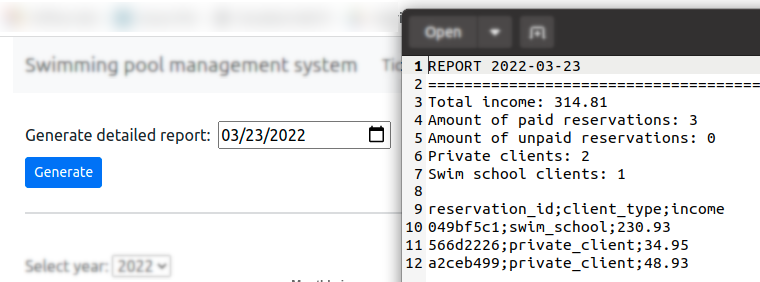 Open
Swimming pool management system
Generate detailed report: 03/23/2022
Generate
Select year: 2022
1 REPORT 2022-03-23
2 =====================================
3 Total income: 314.81
4 Amount of paid reservations: 3
5 Amount of unpaid reservations: 0
6 Private clients: 2
7 Swim school clients: 1
8
9 reservation_id;client_type;income
10 049bf5c1;swim_school;230.93
11 566d2226;private_client;34.95
12 a2ceb499;private_client;48.93